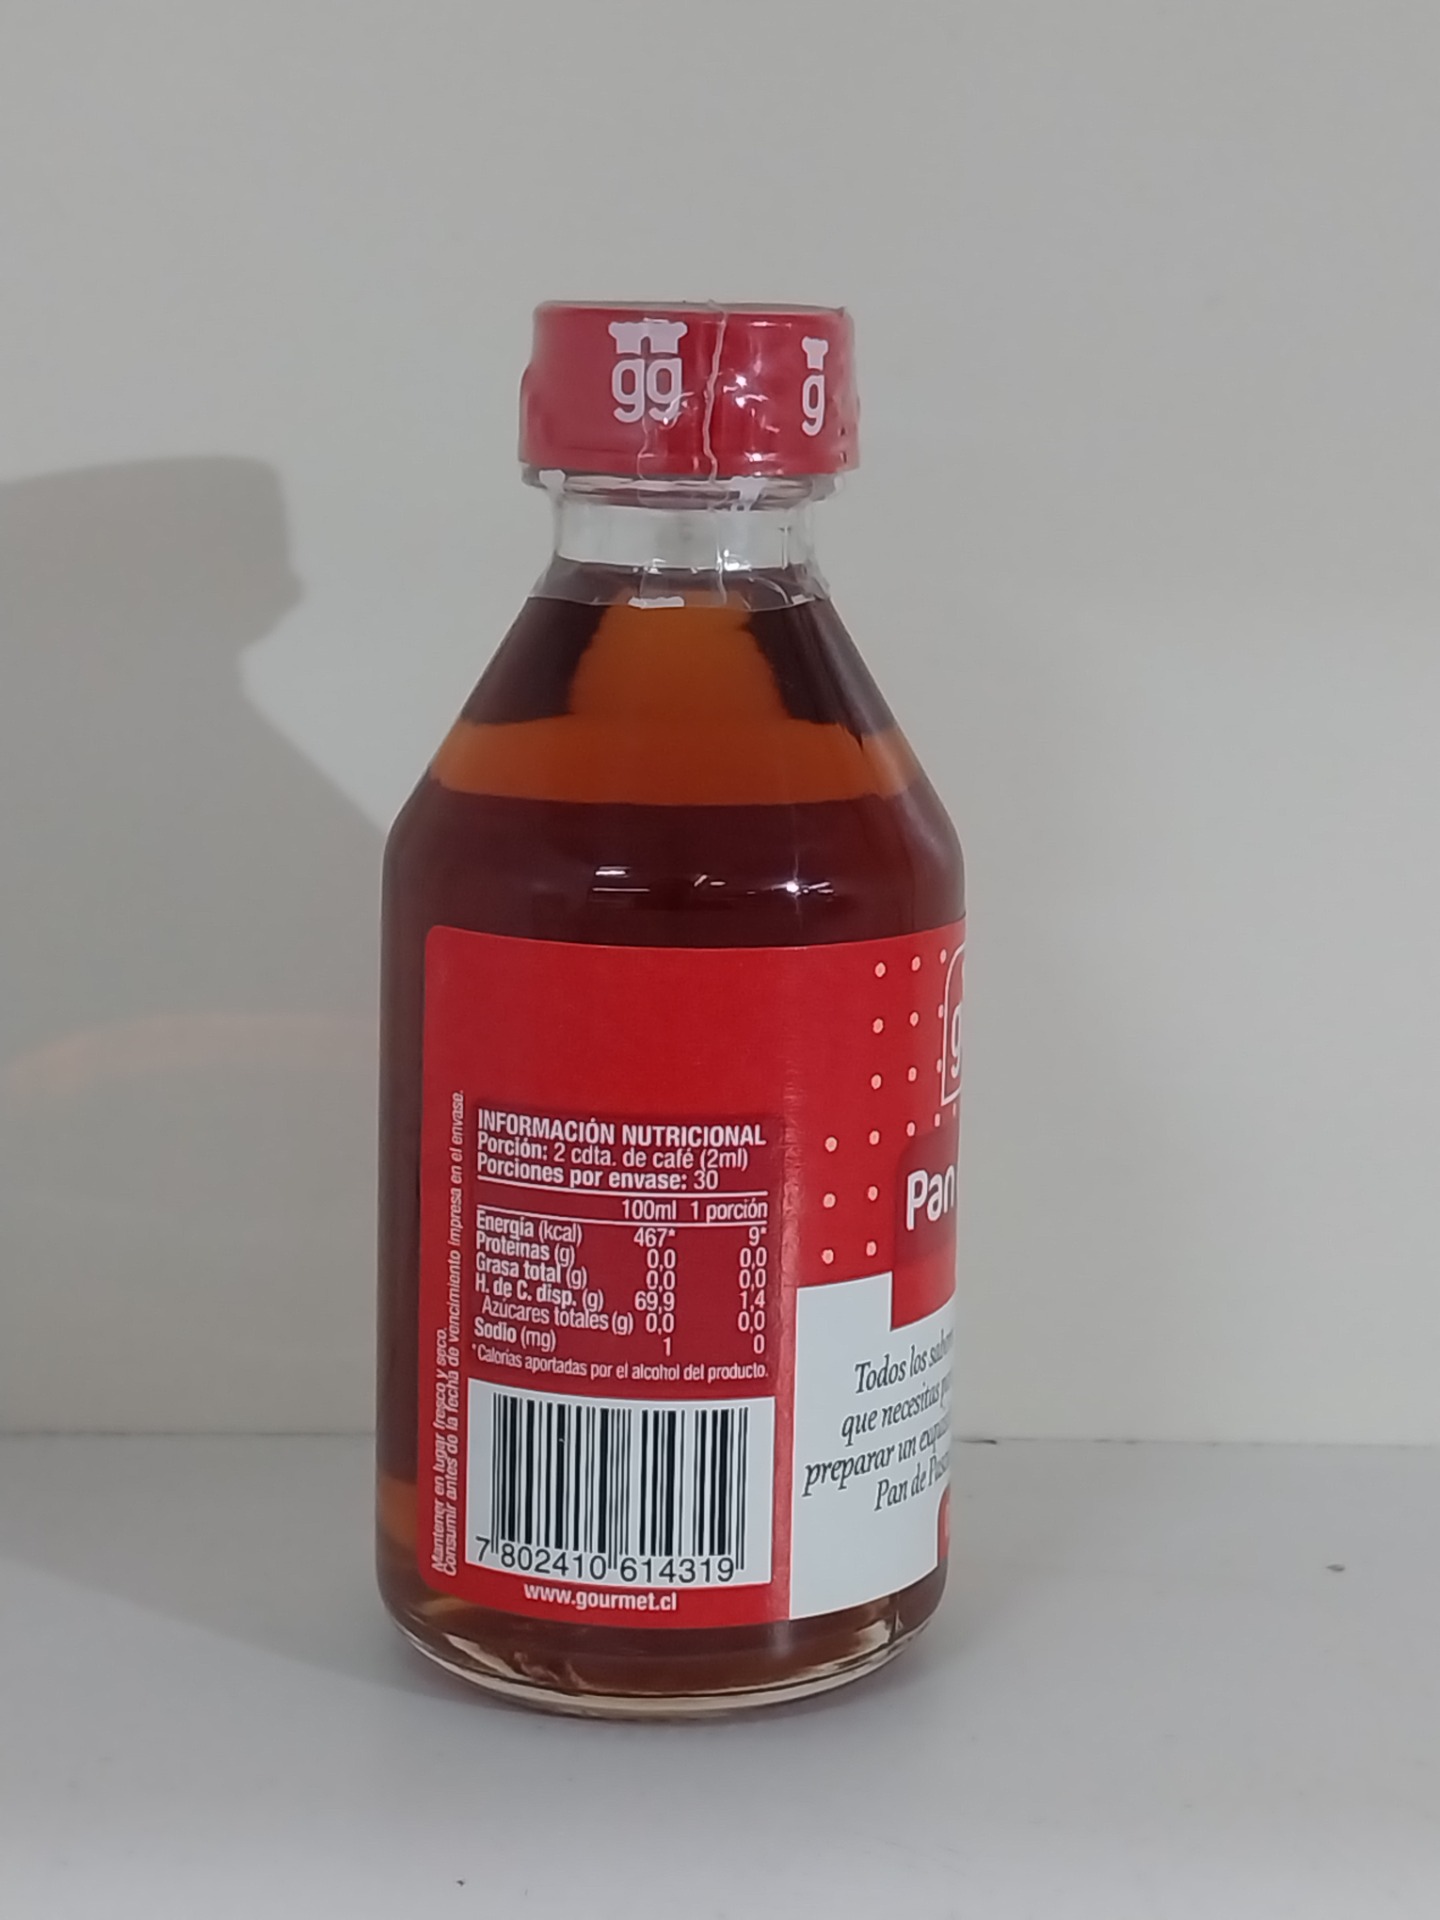 gg g
INFORMACIÓN NUTRICIONAL
Porción: 2 cdta. de café (2ml)
Porciones por envase: 30
100ml 1 porción
Energía (kcal) 467* 9*
Proteínas (g) 0,0 0,0
Grasa total (g) 0,0 0,0
H. de C. disp. (g) 69,9 1,4
Azúcares totales (g) 0,0 0,0
Sodio (mg) 1 0
*Calorías aportadas por el alcohol del producto.
7 802410 614319
www.gourmet.cl
Mantener en lugar fresco y seco.
Consumir antes de la fecha de vencimiento impresa en el envase.
g
Pan
Todos los
que necesitas
preparar un
Pan de